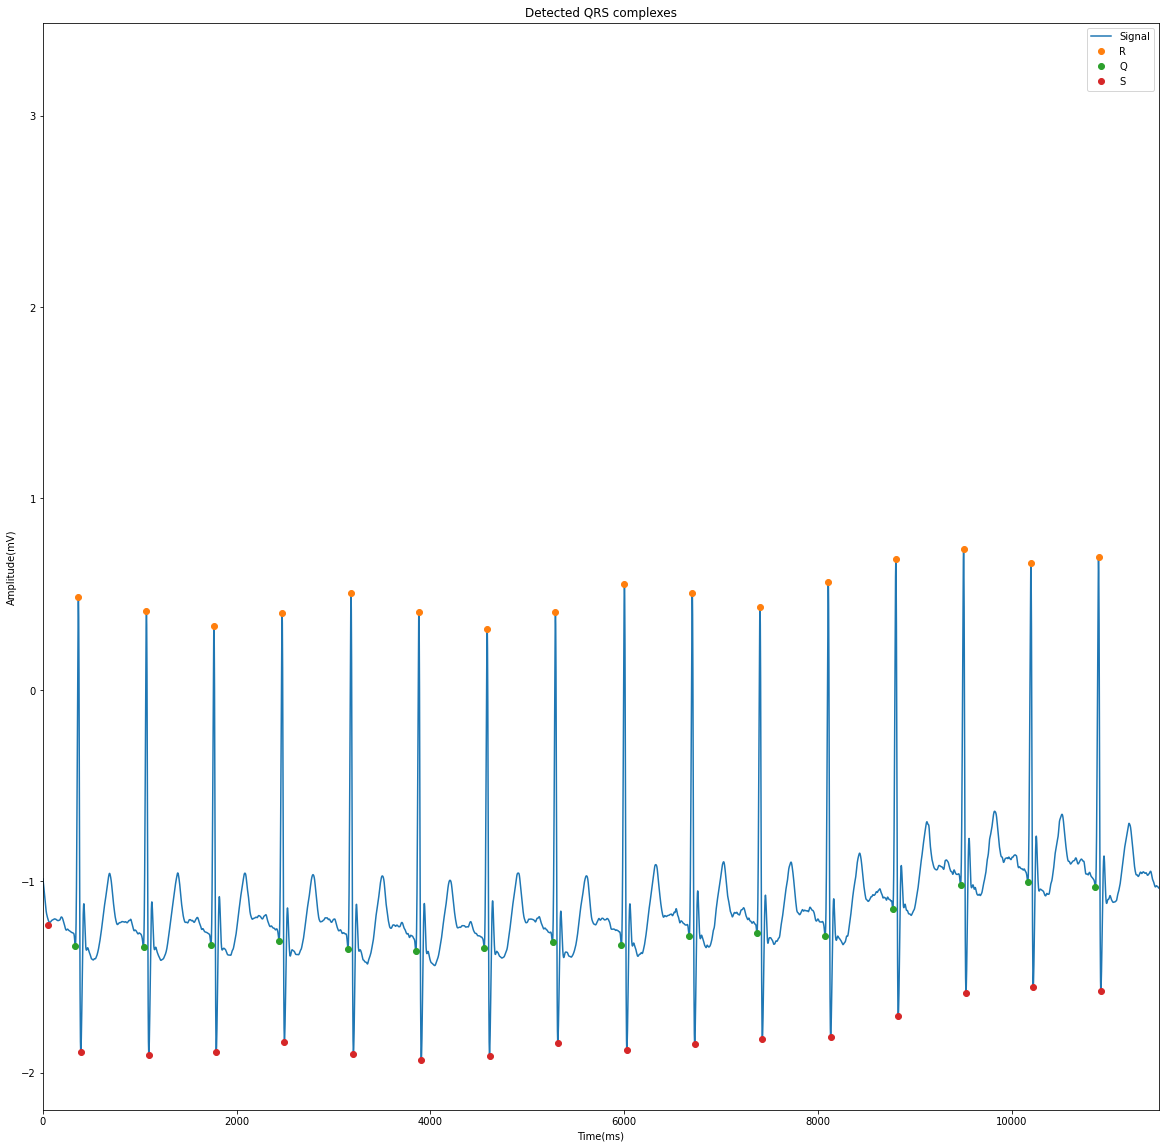 Detected QRS complexes
Signal
R
Q
S
3
2
1
0
−1
−2
Amplitude(mV)
0 2000 4000 6000 8000 10000
Time(ms)